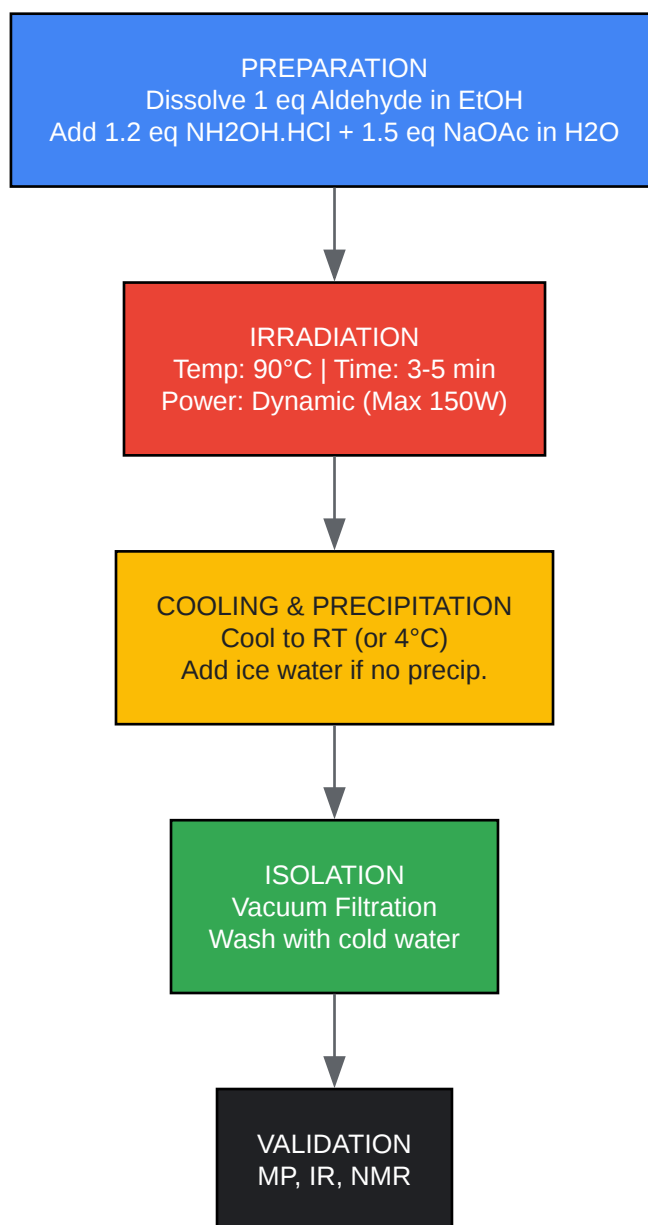 PREPARATION
Dissolve 1 eq Aldehyde in EtOH
Add 1.2 eq NH2OH.HCl + 1.5 eq NaOAc in H2O
IRRADIATION
Temp: 90°C | Time: 3-5 min
Power: Dynamic (Max 150W)
COOLING & PRECIPITATION
Cool to RT (or 4°C)
Add ice water if no precip.
ISOLATION
Vacuum Filtration
Wash with cold water
VALIDATION
MP, IR, NMR